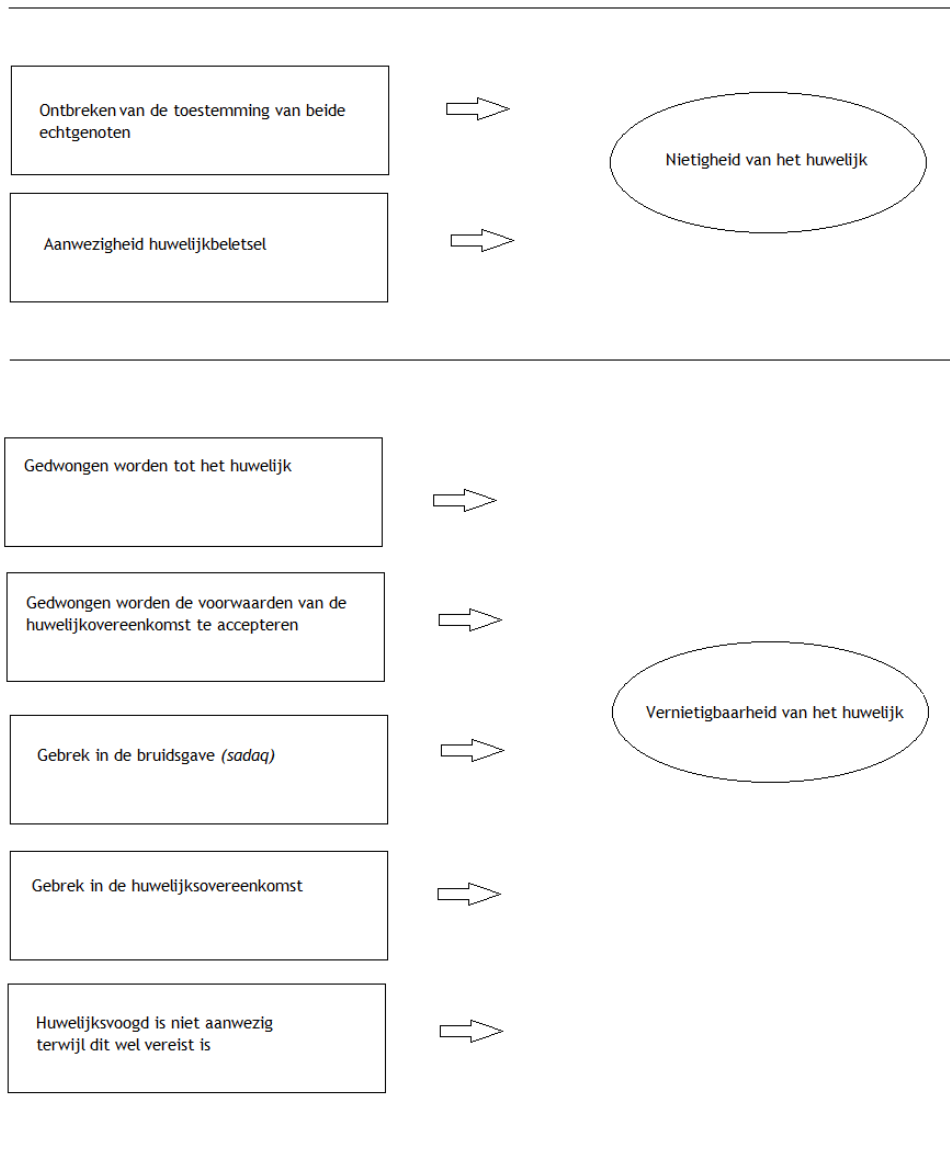 Ontbreken van de toestemming van beide
echtgenoten
Nietigheid van het huwelijk
Aanwezigheid huwelijkbeletsel
Gedwongen worden tot het huwelijk
Gedwongen worden de voorwaarden van de
huwelijkovereenkomst te accepteren
Vernietigbaarheid van het huwelijk
Gebrek in de bruidsgave (sadaq)
Gebrek in de huwelijksovereenkomst
Huwelijksvoogd is niet aanwezig
terwijl dit wel vereist is